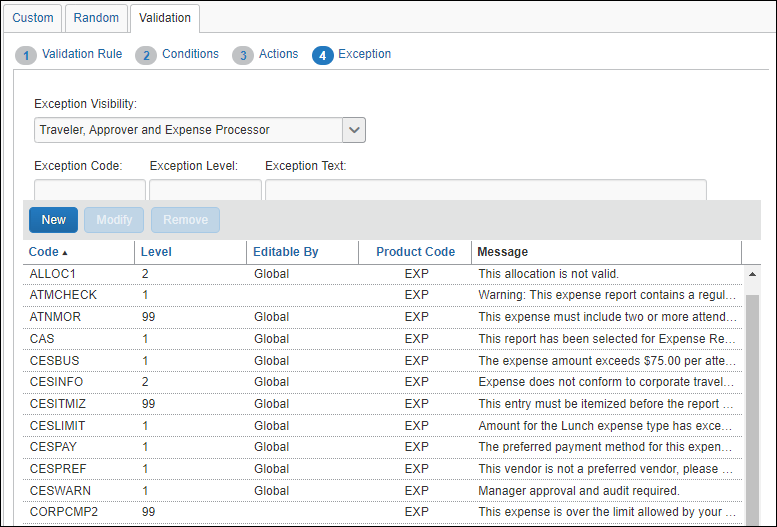 Custom Random Validation
1 Validation Rule 2 Conditions 3 Actions 4 Exception
Exception Visibility:
Traveler, Approver and Expense Processor
Exception Code: Exception Level: Exception Text:
New Modify Remove
Code Level Editable By Product Code Message
ALLOC1 2 Global EXP This allocation is not valid.
ATMCHECK 1 EXP Warning: This expense report contains a regul...
ATNMOR 99 Global EXP This expense must include two or more attend...
CAS 1 Global EXP This report has been selected for Expense Re...
CESBUS 1 Global EXP The expense amount exceeds $75.00 per atte...
CESINFO 2 Global EXP Expense does not conform to corporate travel...
CESITMIZ 99 Global EXP This entry must be itemized before the report ...
CESLIMIT 1 Global EXP Amount for the Lunch expense type has exce...
CESPAY 1 Global EXP The preferred payment method for this expen...
CESPREF 1 Global EXP This vendor is not a preferred vendor, please ...
CESWARN 1 Global EXP Manager approval and audit required.
CORPCMP2 99 EXP This expense is over the limit allowed by your ...